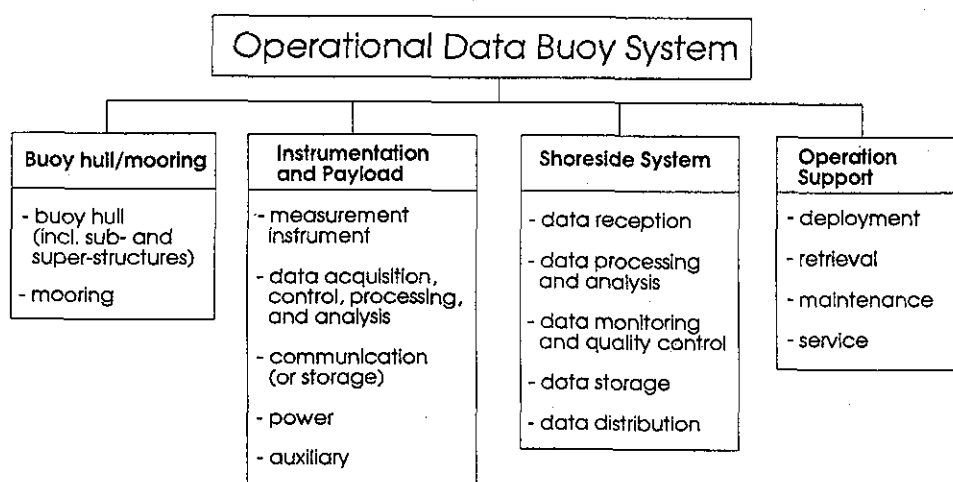 Operational Data Buoy System
Buoy hull/mooring
- buoy hull
(incl. sub- and
super-structures)
- mooring
Instrumentation
and Payload
- measurement
instrument
- data acquisition,
control, processing,
and analysis
- communication
(or storage)
- power
- auxiliary
Shoreside System
- data reception
- data processing
and analysis
- data monitoring
and quality control
- data storage
- data distribution
Operation
Support
- deployment
- retrieval
- maintenance
- service